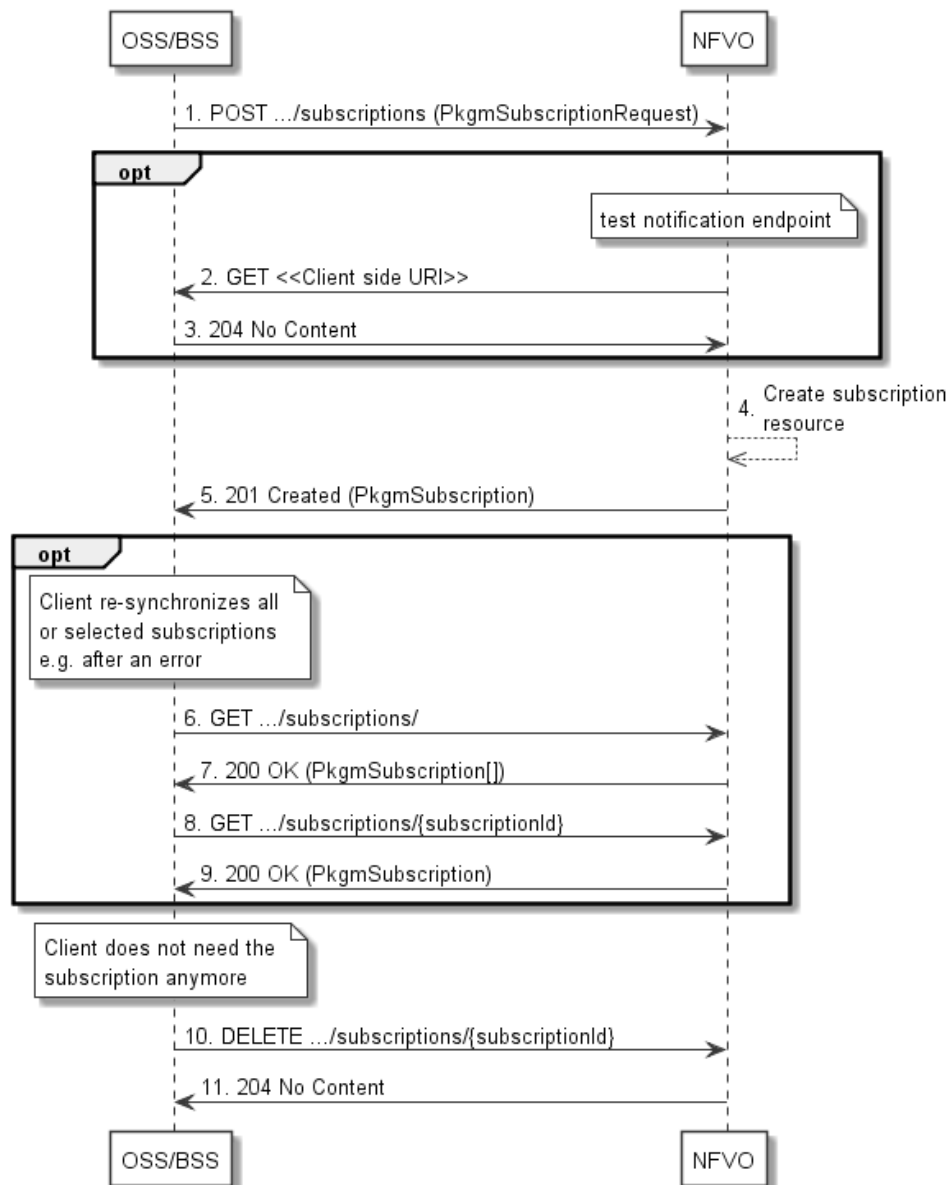 OSS/BSS
NFVO
1. POST .../subscriptions (PkgmSubscriptionRequest)
opt
test notification endpoint
2. GET <<Client side URI>>
3. 204 No Content
4. Create subscription
resource
5. 201 Created (PkgmSubscription)
opt
Client re-synchronizes all
or selected subscriptions
e.g. after an error
6. GET .../subscriptions/
7. 200 OK (PkgmSubscription[])
8. GET .../subscriptions/{subscriptionId}
9. 200 OK (PkgmSubscription)
Client does not need the
subscription anymore
10. DELETE .../subscriptions/{subscriptionId}
11. 204 No Content
OSS/BSS
NFVO